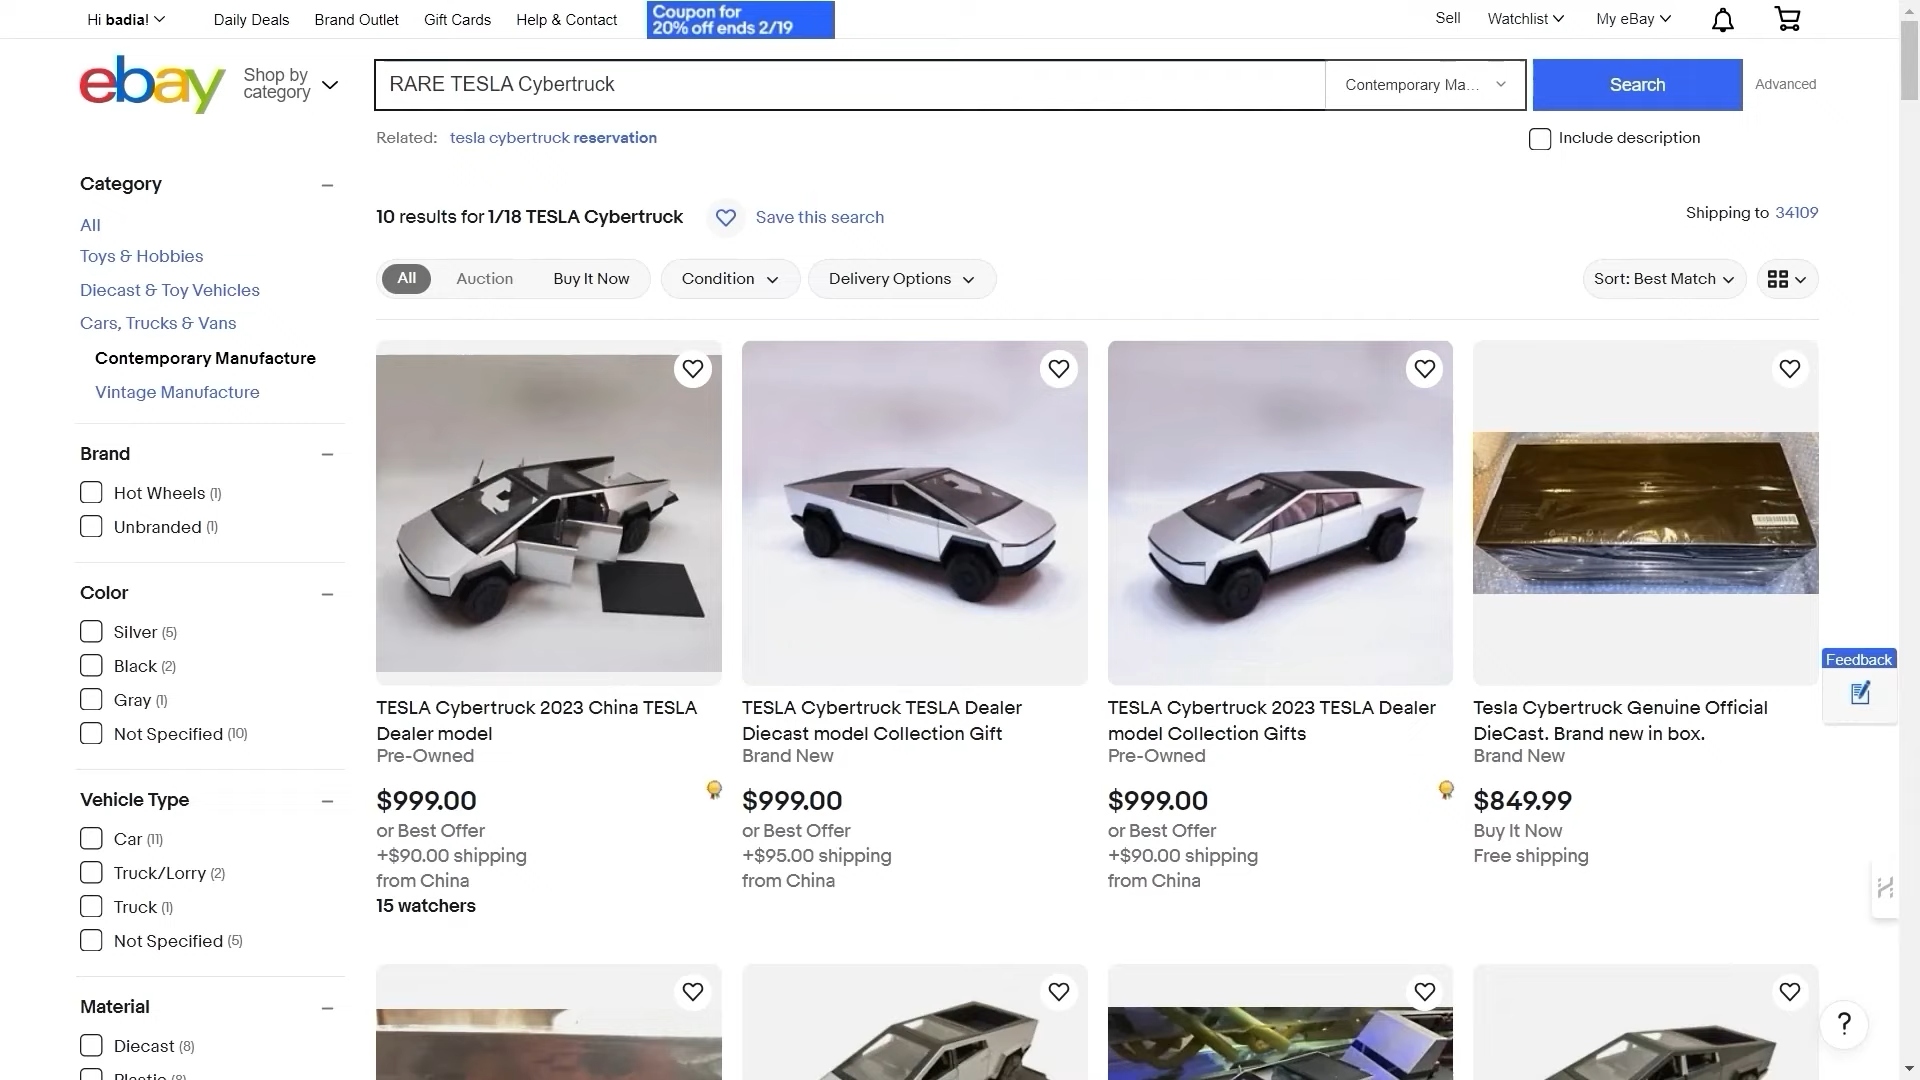 Hi badia!
Daily Deals
Brand Outlet
Gift Cards
Help & Contact
Coupon for
20% off ends 2/19
Sell
Watchlist
My eBay
ebay
Shop by
category
RARE TESLA Cybertruck
Contemporary Ma...
Search
Advanced
Related: tesla cybertruck reservation
Include description
Category
All
Toys & Hobbies
Diecast & Toy Vehicles
Cars, Trucks & Vans
Contemporary Manufacture
Vintage Manufacture
Brand
Hot Wheels (1)
Unbranded (1)
Color
Silver (5)
Black (2)
Gray (1)
Not Specified (10)
Vehicle Type
Car (11)
Truck/Lorry (2)
Truck (1)
Not Specified (5)
Material
Diecast (8)
Plastic (8)
10 results for 1/18 TESLA Cybertruck
Save this search
Shipping to 34109
All
Auction
Buy It Now
Condition
Delivery Options
Sort: Best Match
TESLA Cybertruck 2023 China TESLA
Dealer model
Pre-Owned
$999.00
or Best Offer
+$90.00 shipping
from China
15 watchers
TESLA Cybertruck TESLA Dealer
Diecast model Collection Gift
Brand New
$999.00
or Best Offer
+$95.00 shipping
from China
TESLA Cybertruck 2023 TESLA Dealer
model Collection Gifts
Pre-Owned
$999.00
or Best Offer
+$90.00 shipping
from China
Tesla Cybertruck Genuine Official
DieCast. Brand new in box.
Brand New
$849.99
Buy It Now
Free shipping
Feedback
?